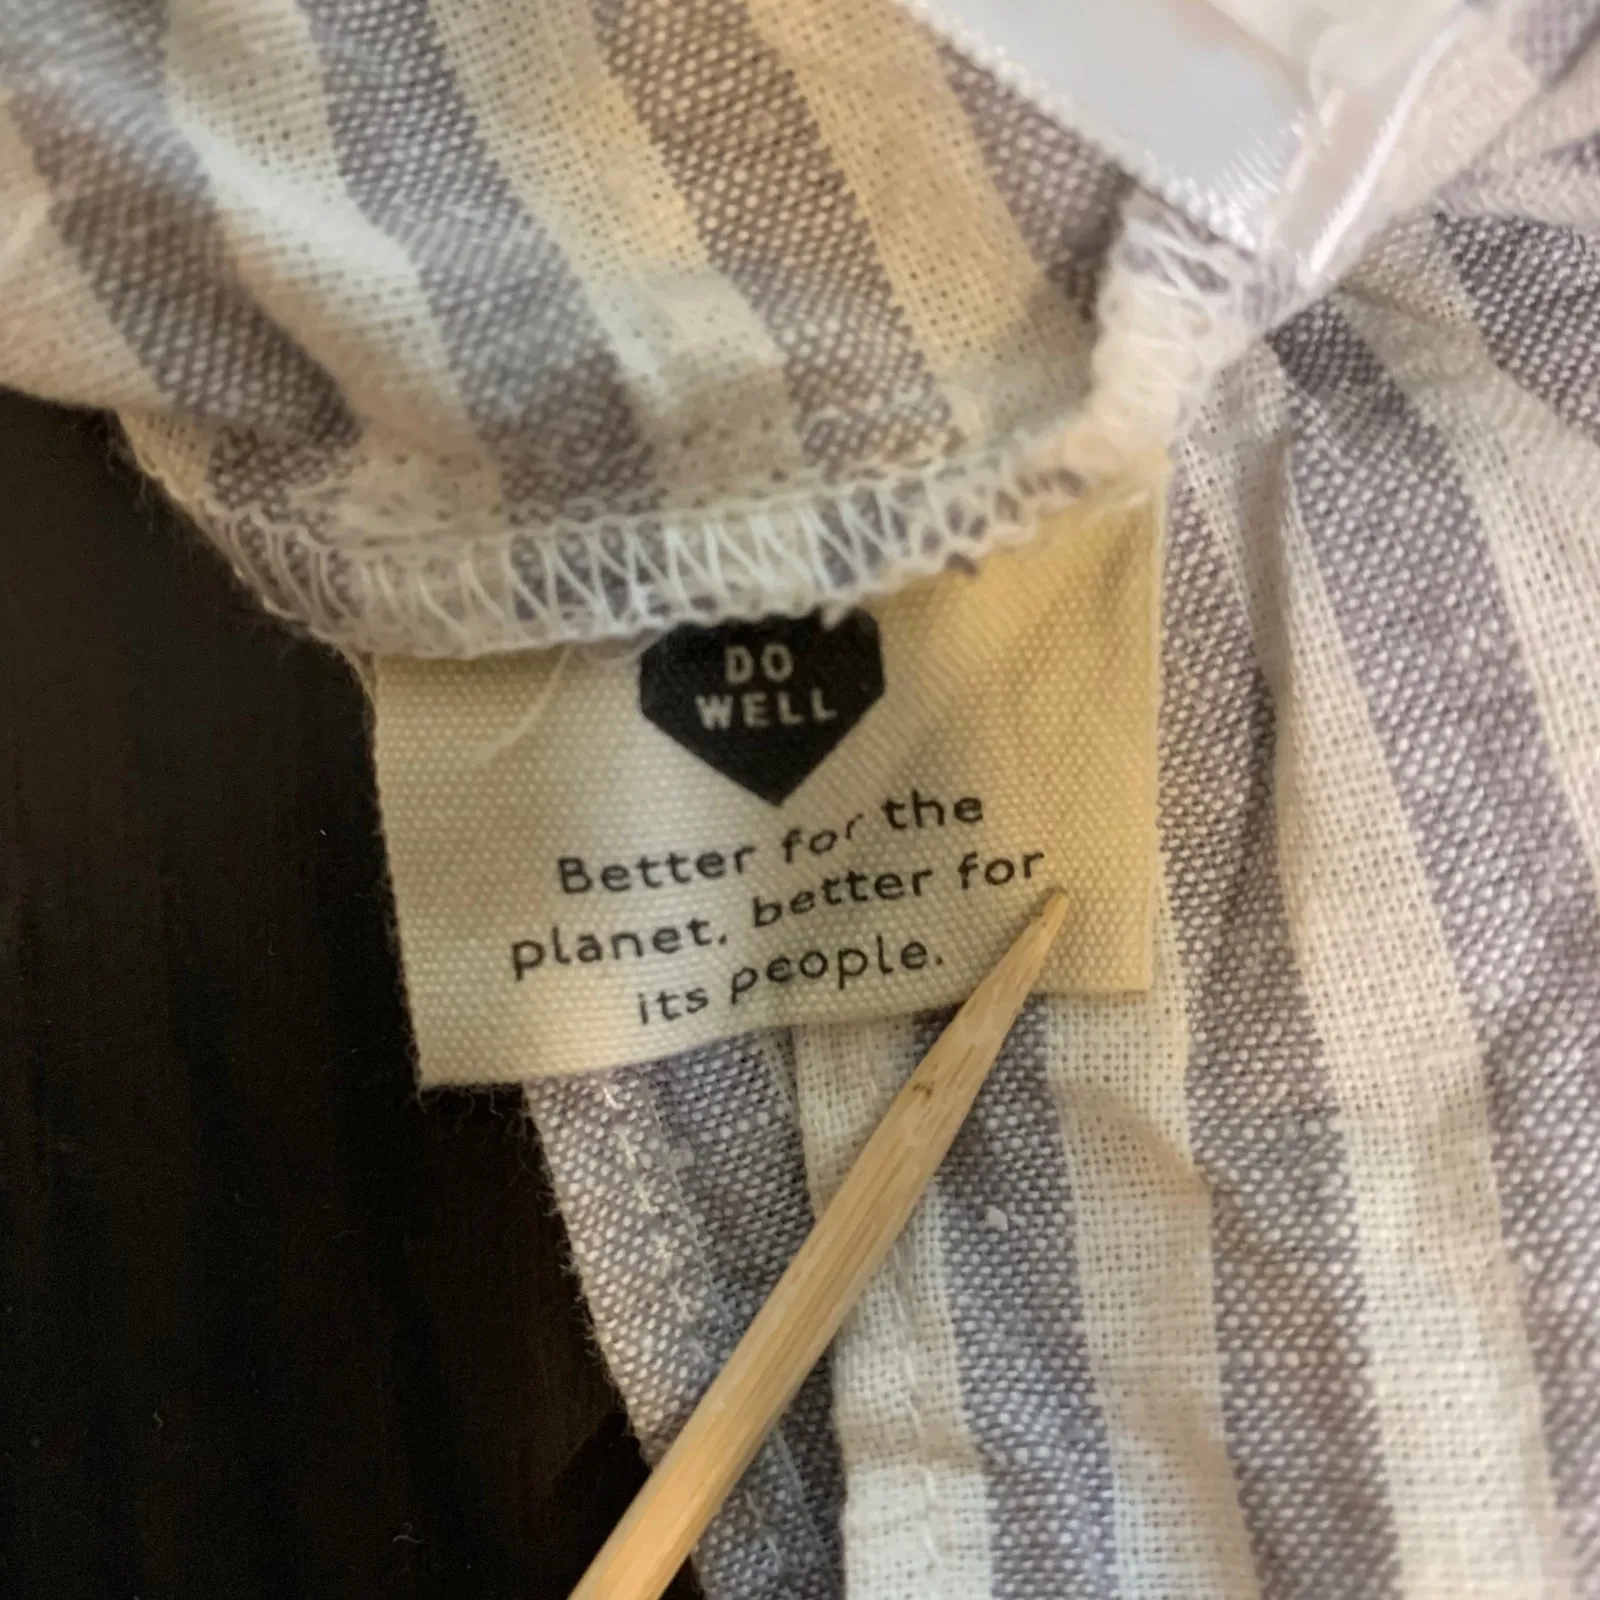 DO
WELL
Better for the
planet, better for
its people.